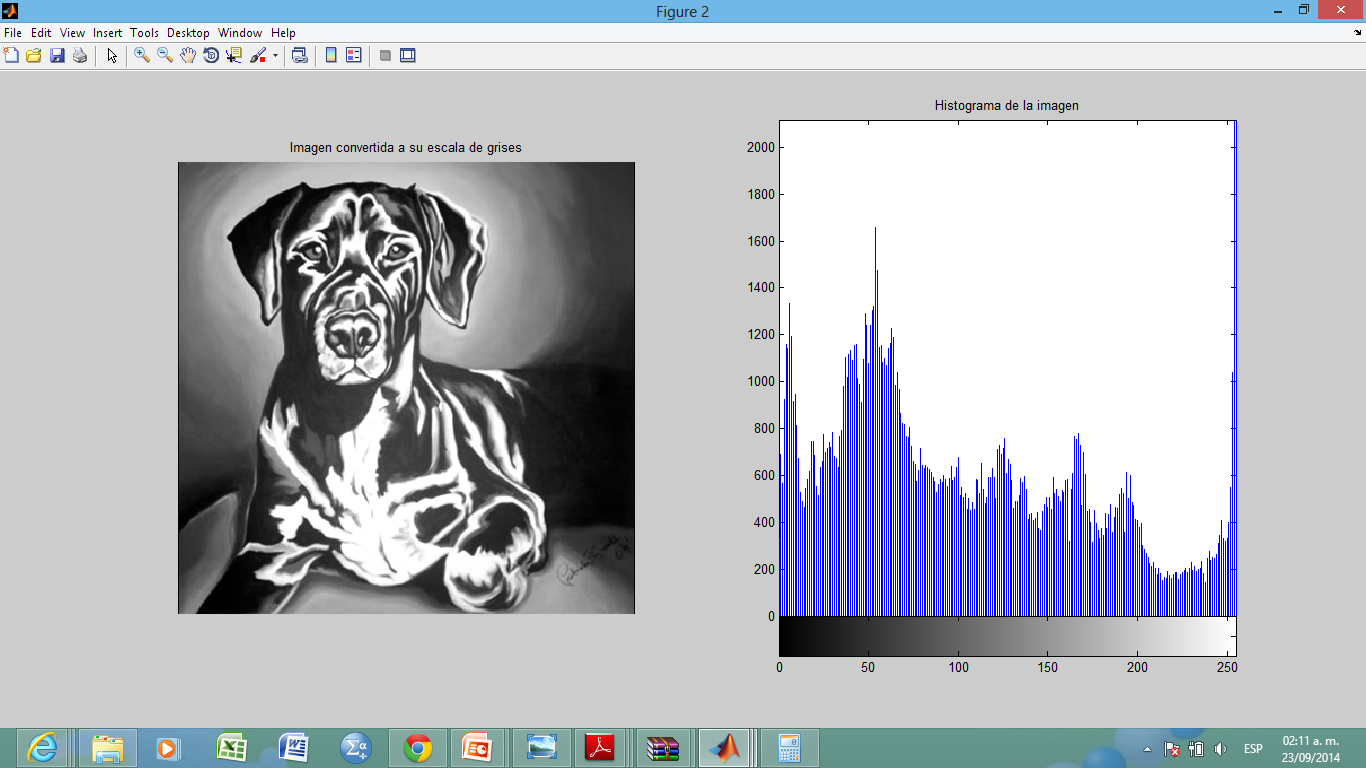 Figure 2
File Edit View Insert Tools Desktop Window Help
Imagen convertida a su escala de grises
Histograma de la imagen
2000
1800
1600
1400
1200
1000
800
600
400
200
0
0 50 100 150 200 250
ESP
02:11 a. m.
23/09/2014